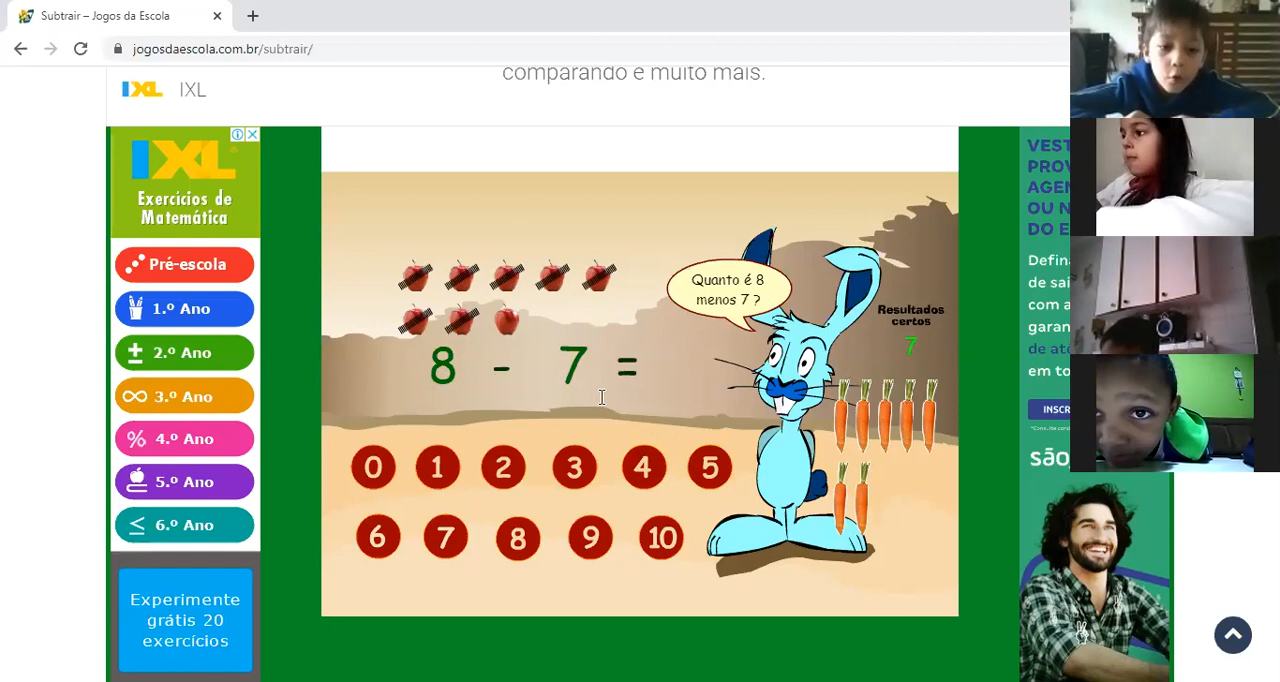 Subtrair – Jogos da Escola
jogosdaescola.com.br/subtrair/
comparando e muito mais.
IXL IXL
IXL
Exercícios de
Matemática
Pré-escola
1.º Ano
± 2.º Ano
∞ 3.º Ano
% 4.º Ano
5.º Ano
≤ 6.º Ano
Experimente
grátis 20
exercícios
Quanto é 8
menos 7 ?
8 - 7 =
0 1 2 3 4 5
6 7 8 9 10
Resultados
certos
7
VEST
PROV
AGEN
OU N
DO E
Defina
de sai
com a
garan
de até
em to
INSCR
são